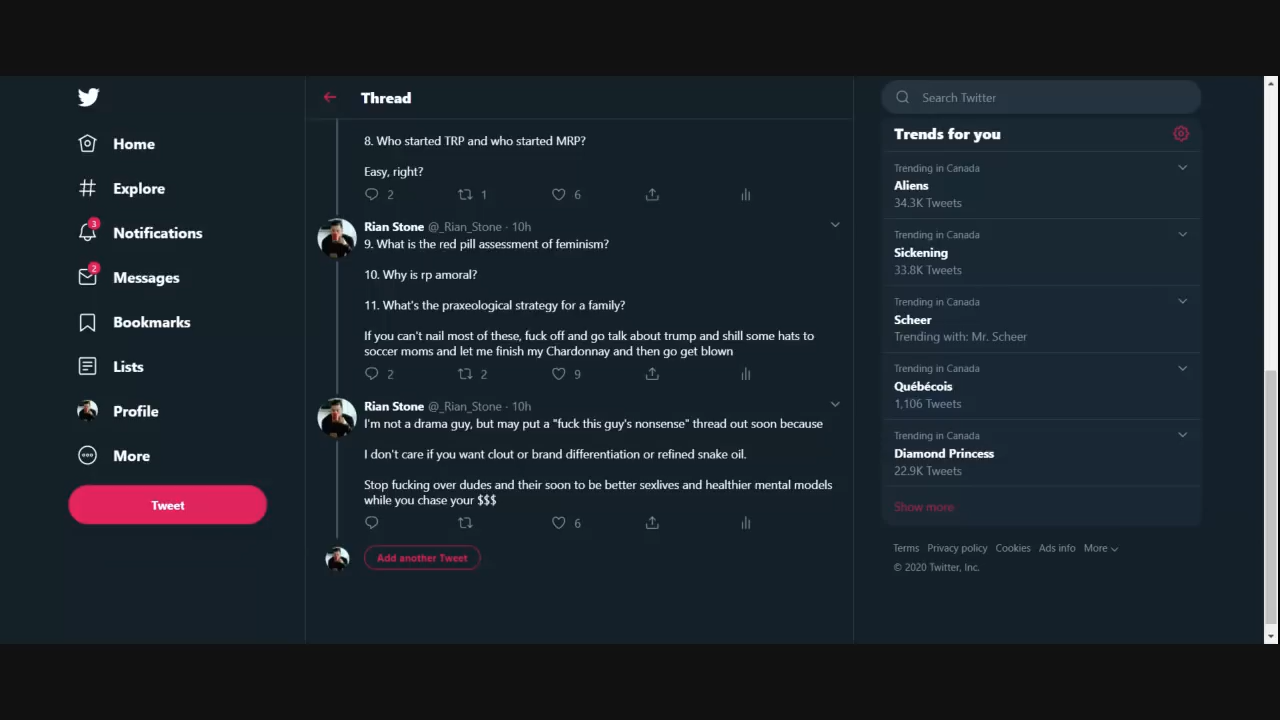 Home
Explore
3
Notifications
2
Messages
Bookmarks
Lists
Profile
More
Tweet
Thread
8. Who started TRP and who started MRP?
Easy, right?
2 1 6
Rian Stone @_Rian_Stone · 10h
9. What is the red pill assessment of feminism?
10. Why is rp amoral?
11. What's the praxeological strategy for a family?
If you can't nail most of these, fuck off and go talk about trump and shill some hats to
soccer moms and let me finish my Chardonnay and then go get blown
2 2 9
Rian Stone @_Rian_Stone · 10h
I'm not a drama guy, but may put a "fuck this guy's nonsense" thread out soon because
I don't care if you want clout or brand differentiation or refined snake oil.
Stop fucking over dudes and their soon to be better sexlives and healthier mental models
while you chase your $$$
6
Add another Tweet
Search Twitter
Trends for you
Trending in Canada
Aliens
34.3K Tweets
Trending in Canada
Sickening
33.8K Tweets
Trending in Canada
Scheer
Trending with: Mr. Scheer
Trending in Canada
Québécois
1,106 Tweets
Trending in Canada
Diamond Princess
22.9K Tweets
Show more
Terms Privacy policy Cookies Ads info More
© 2020 Twitter, Inc.